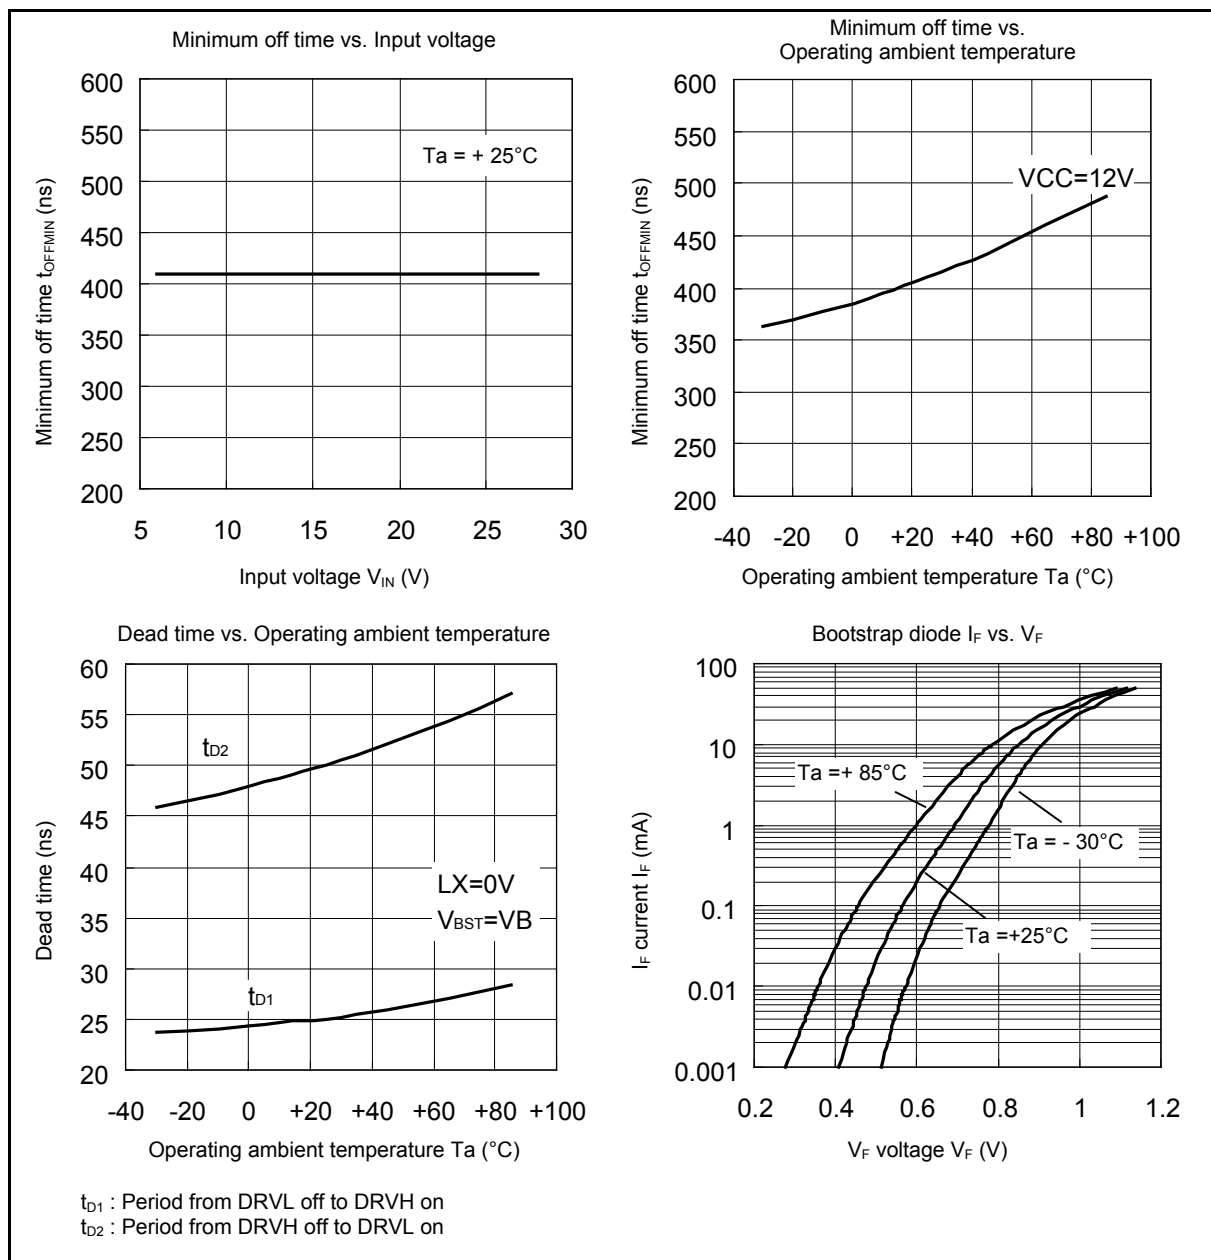 Minimum off time vs. Input voltage
600
550
500
450
400
350
300
250
200
Ta = + 25°C
Minimum off time tOFFMIN (ns)
5 10 15 20 25 30
Input voltage VIN (V)
Minimum off time vs.
Operating ambient temperature
600
550
500
450
400
350
300
250
200
VCC=12V
Minimum off time tOFFMIN (ns)
-40 -20 0 +20 +40 +60 +80 +100
Operating ambient temperature Ta (°C)
Dead time vs. Operating ambient temperature
60
55
50
45
40
35
30
25
20
tD2
LX=0V
VBST=VB
tD1
Dead time (ns)
-40 -20 0 +20 +40 +60 +80 +100
Operating ambient temperature Ta (°C)
Bootstrap diode IF vs. VF
100
10
1
0.1
0.01
0.001
Ta =+ 85°C
Ta = - 30°C
Ta =+25°C
IF current IF (mA)
0.2 0.4 0.6 0.8 1 1.2
VF voltage VF (V)
tD1 : Period from DRVL off to DRVH on
tD2 : Period from DRVH off to DRVL on